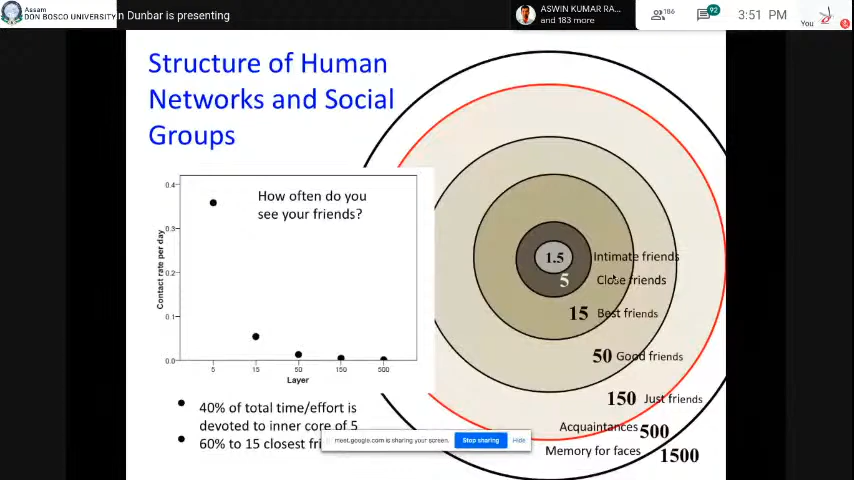 Assam
DON BOSCO UNIVERSITY
n Dunbar is presenting
ASWIN KUMAR RA...
and 183 more
186
92
3:51 PM
You
Structure of Human
Networks and Social
Groups
How often do you
see your friends?
Contact rate per day
0.4
0.3
0.2
0.1
0.0
5 15 50 150 500
Layer
1.5 Intimate friends
5 Close friends
15 Best friends
50 Good friends
150 Just friends
Acquaintances 500
Memory for faces 1500
• 40% of total time/effort is
devoted to inner core of 5
• 60% to 15 closest fri
meet.google.com is sharing your screen. Stop sharing Hide